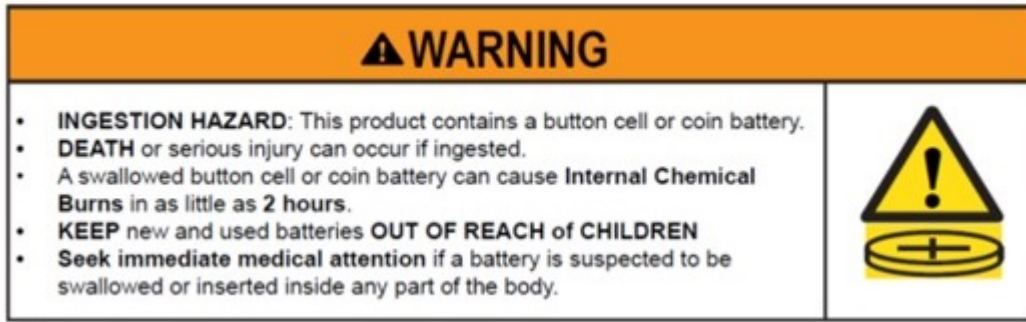 WARNING
• INGESTION HAZARD: This product contains a button cell or coin battery.
• DEATH or serious injury can occur if ingested.
• A swallowed button cell or coin battery can cause Internal Chemical
Burns in as little as 2 hours.
• KEEP new and used batteries OUT OF REACH of CHILDREN
• Seek immediate medical attention if a battery is suspected to be
swallowed or inserted inside any part of the body.